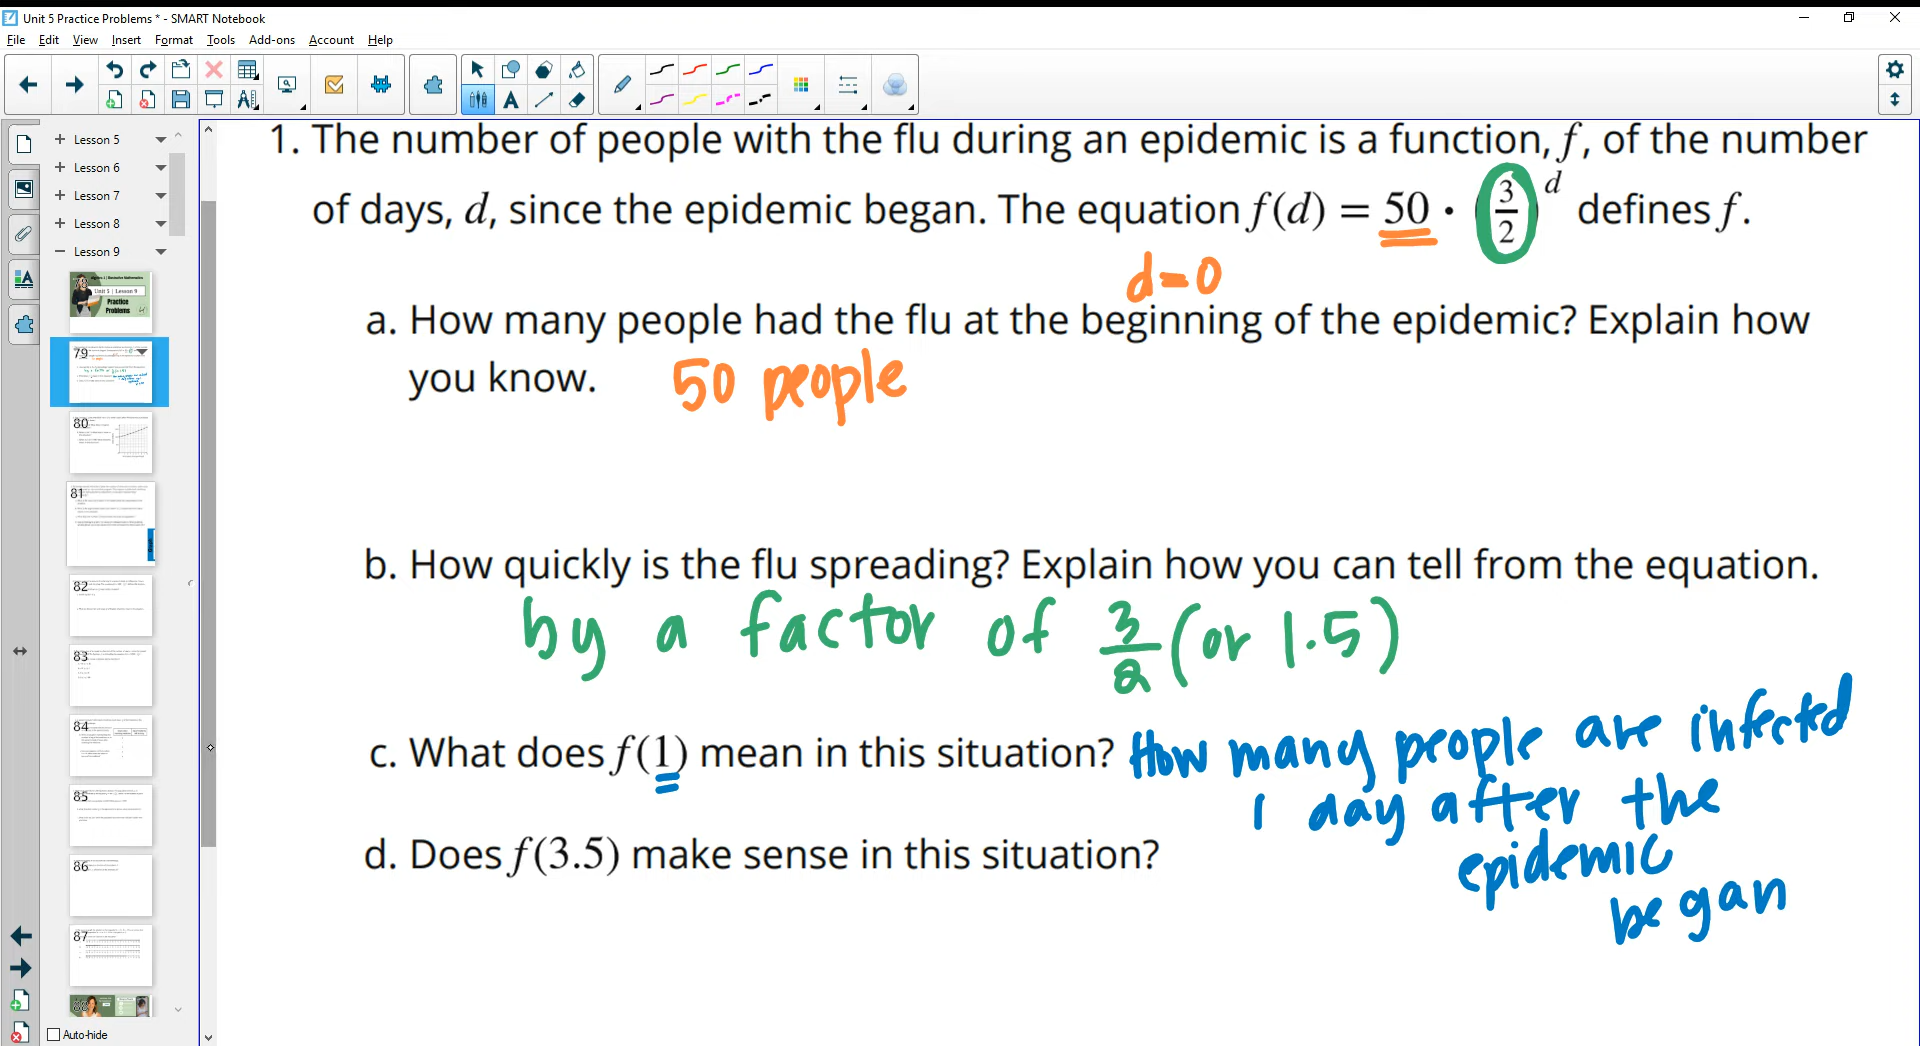 Unit 5 Practice Problems * - SMART Notebook
File Edit View Insert Format Tools Add-ons Account Help
Lesson 5
Lesson 6
Lesson 7
Lesson 8
Lesson 9
Unit 5 | Lesson 9
Practice
Problems
79
80
81
82
83
84
85
86
87
Auto-hide
1. The number of people with the flu during an epidemic is a function, f, of the number
of days, d, since the epidemic began. The equation f(d) = 50 · (3/2)^d defines f.
d=0
a. How many people had the flu at the beginning of the epidemic? Explain how
you know. 50 people
b. How quickly is the flu spreading? Explain how you can tell from the equation.
by a factor of 3/2 (or 1.5)
c. What does f(1) mean in this situation? How many people are infected
1 day after the
epidemic
began
d. Does f(3.5) make sense in this situation?